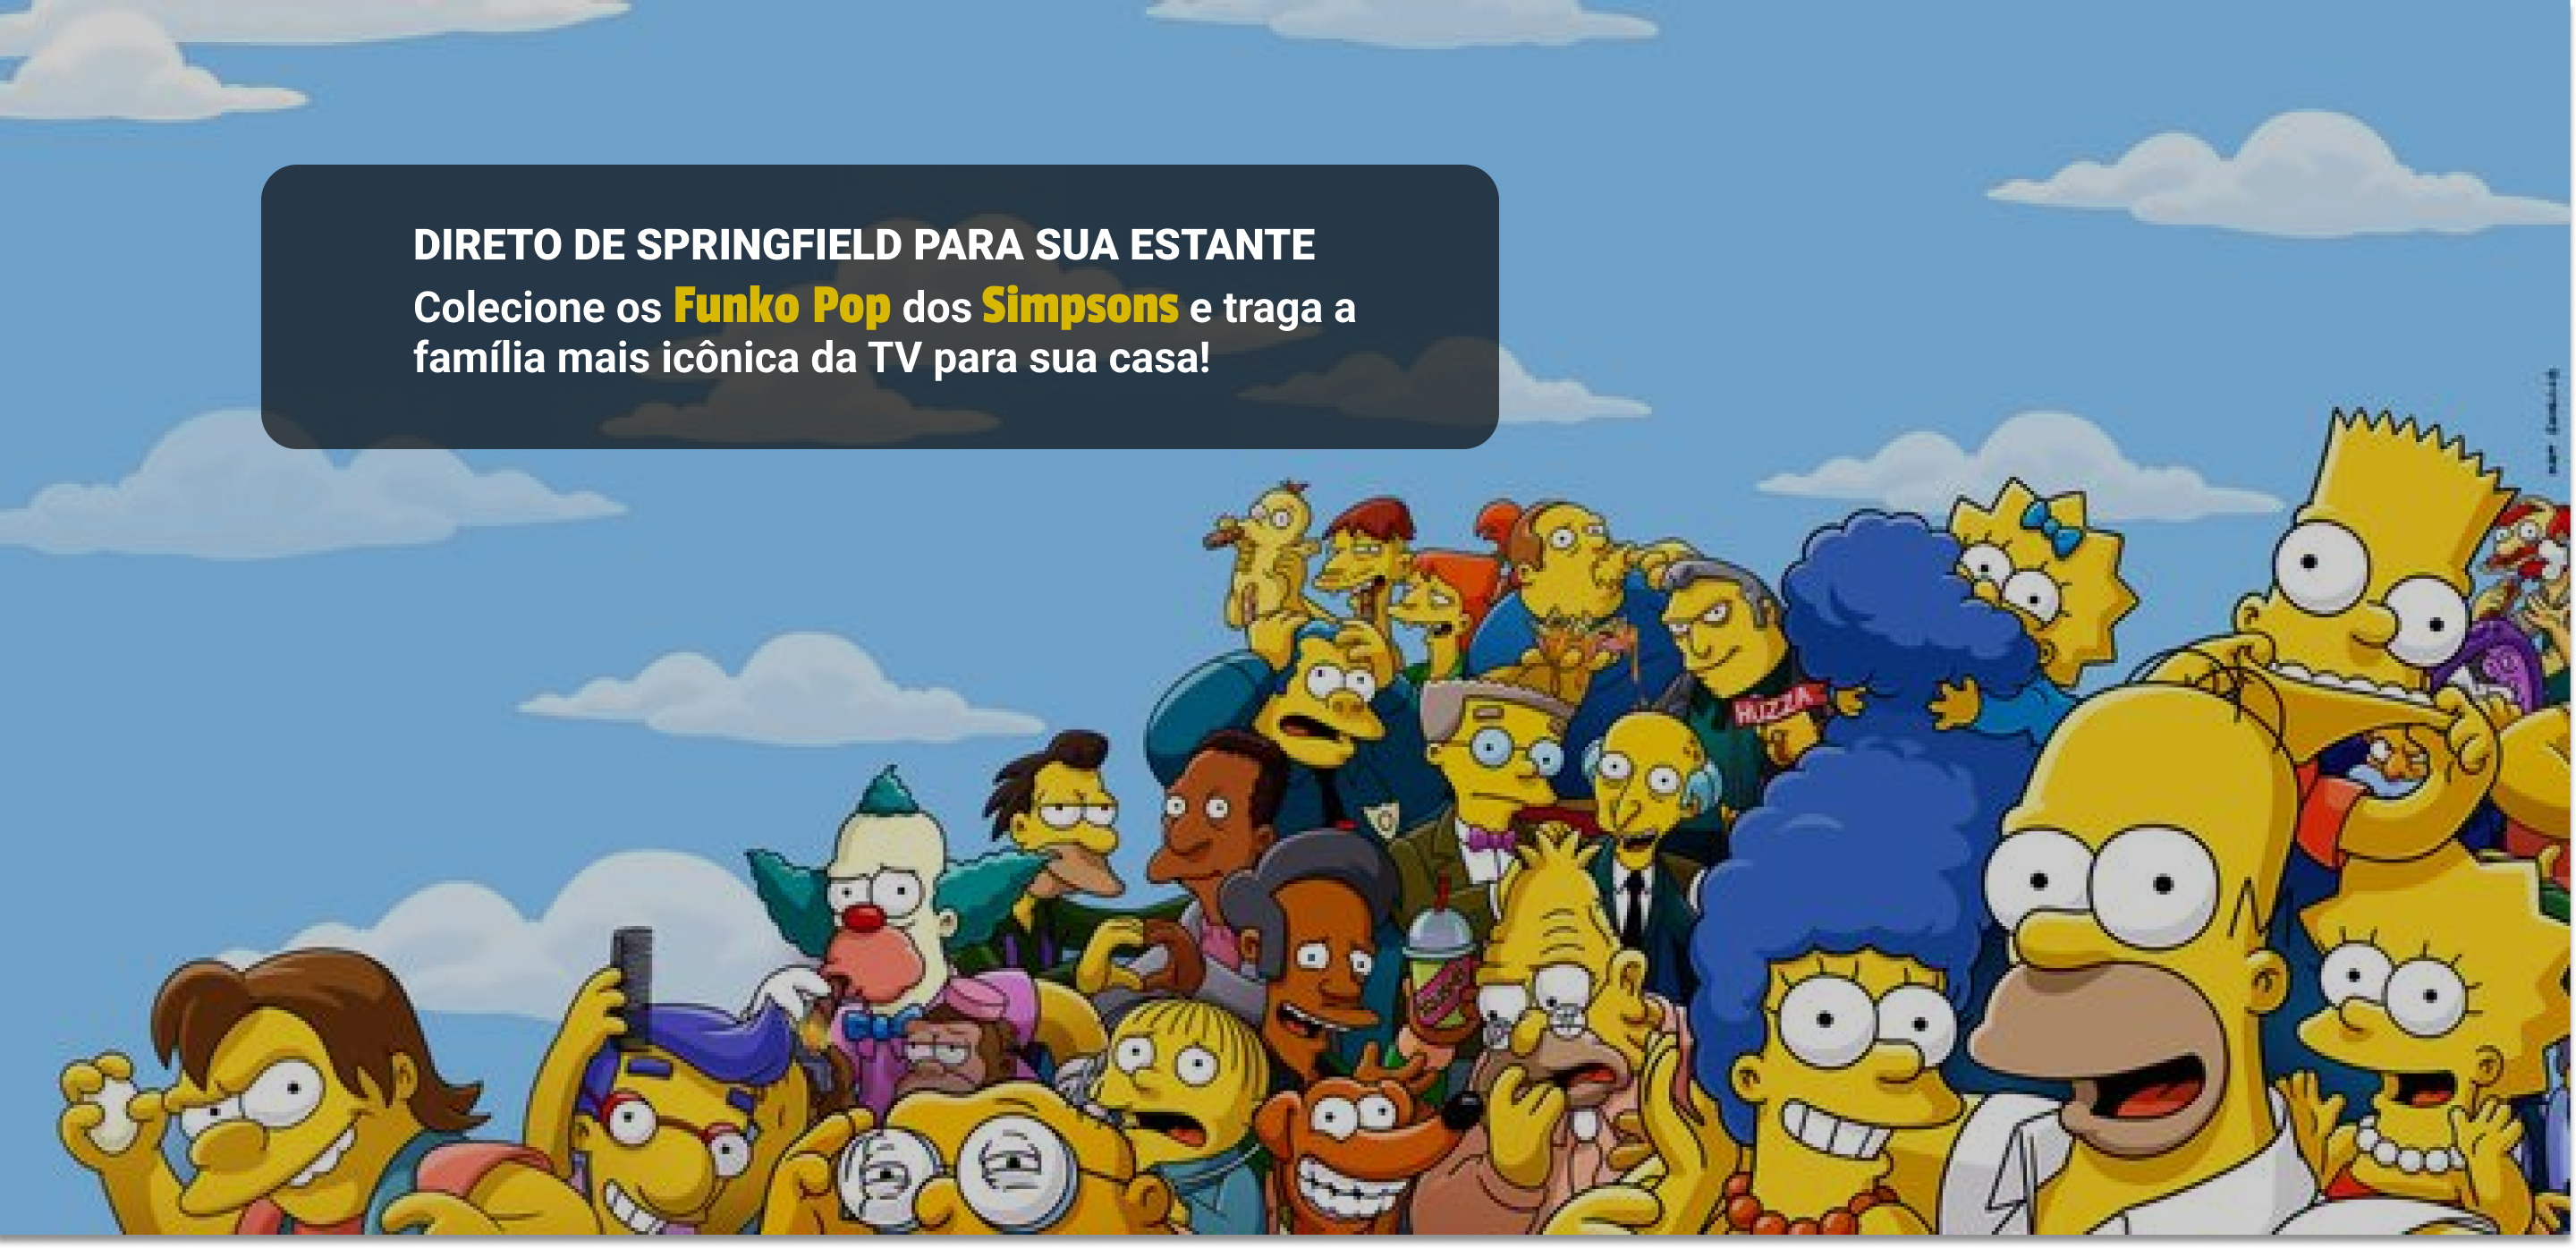 DIRETO DE SPRINGFIELD PARA SUA ESTANTE
Colecione os Funko Pop dos Simpsons e traga a
família mais icônica da TV para sua casa!
HUZZA